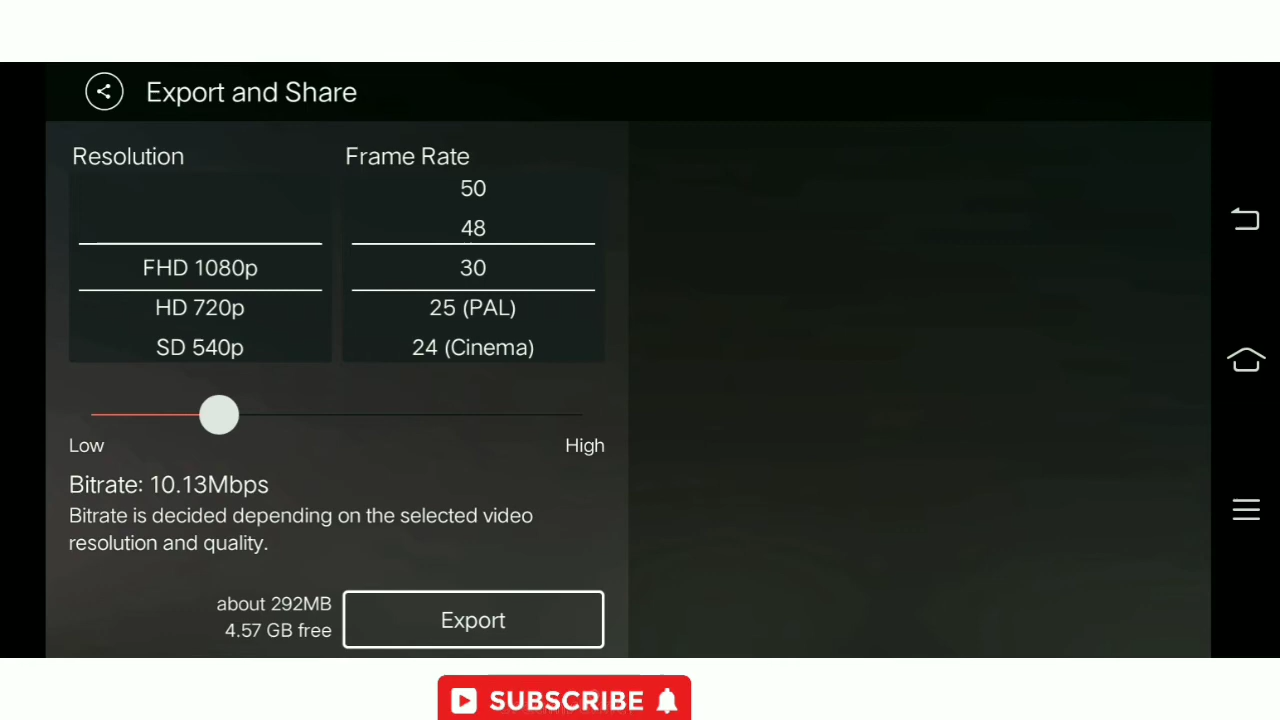 Export and Share
Resolution
Frame Rate
50
48
FHD 1080p
30
HD 720p
25 (PAL)
SD 540p
24 (Cinema)
Low
High
Bitrate: 10.13Mbps
Bitrate is decided depending on the selected video
resolution and quality.
about 292MB
4.57 GB free
Export
SUBSCRIBE